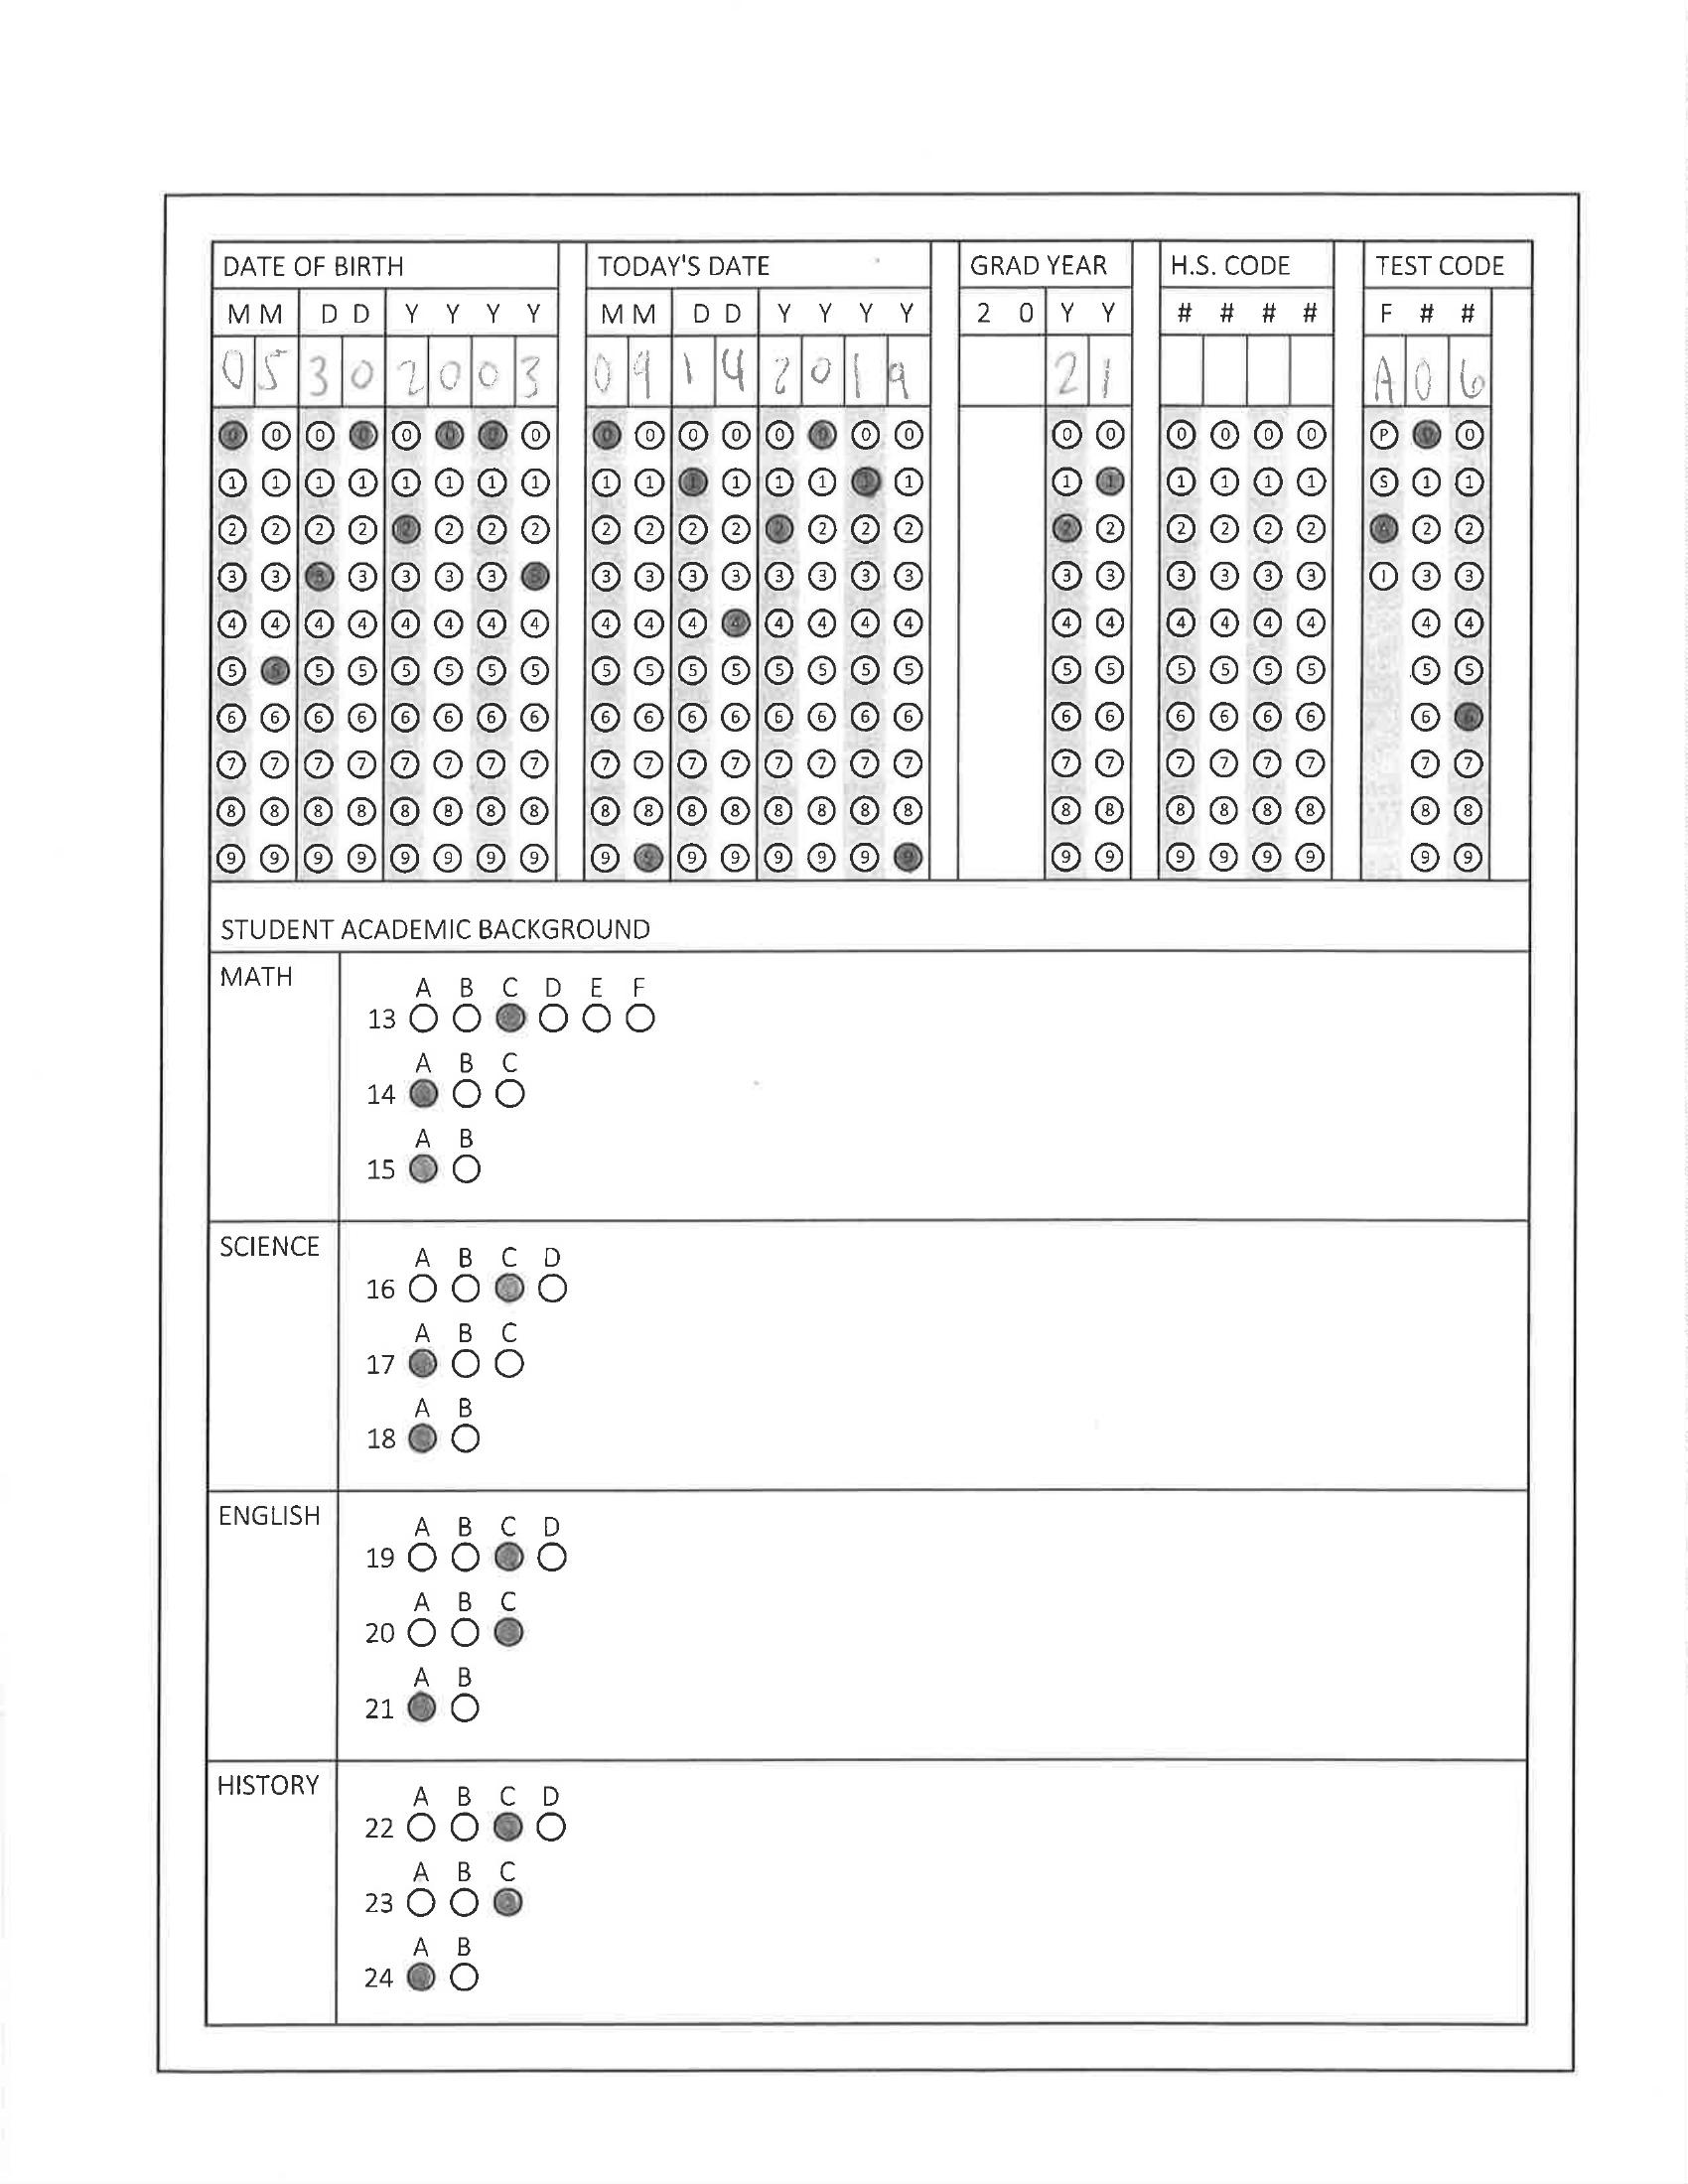 DATE OF BIRTH TODAY'S DATE GRAD YEAR H.S. CODE TEST CODE
M M D D Y Y Y Y M M D D Y Y Y Y 2 0 Y Y # # # # F # #
0 5 3 0 2 0 0 3 0 9 1 4 2 0 1 9 2 1 A 0 6
0 0 0 0 0 0 0 0 0 0 0 0 0 0 0 0 0 0 0 0 0 0 P 0 0
1 1 1 1 1 1 1 1 1 1 1 1 1 1 1 1 1 1 1 1 1 1 S 1 1
2 2 2 2 2 2 2 2 2 2 2 2 2 2 2 2 2 2 2 2 2 2 A 2 2
3 3 3 3 3 3 3 3 3 3 3 3 3 3 3 3 3 3 3 3 3 3 I 3 3
4 4 4 4 4 4 4 4 4 4 4 4 4 4 4 4 4 4 4 4 4 4 4 4
5 5 5 5 5 5 5 5 5 5 5 5 5 5 5 5 5 5 5 5 5 5 5 5
6 6 6 6 6 6 6 6 6 6 6 6 6 6 6 6 6 6 6 6 6 6 6 6
7 7 7 7 7 7 7 7 7 7 7 7 7 7 7 7 7 7 7 7 7 7 7 7
8 8 8 8 8 8 8 8 8 8 8 8 8 8 8 8 8 8 8 8 8 8 8 8
9 9 9 9 9 9 9 9 9 9 9 9 9 9 9 9 9 9 9 9 9 9 9 9
STUDENT ACADEMIC BACKGROUND
MATH
A B C D E F
13
A B C
14
A B
15
SCIENCE
A B C D
16
A B C
17
A B
18
ENGLISH
A B C D
19
A B C
20
A B
21
HISTORY
A B C D
22
A B C
23
A B
24